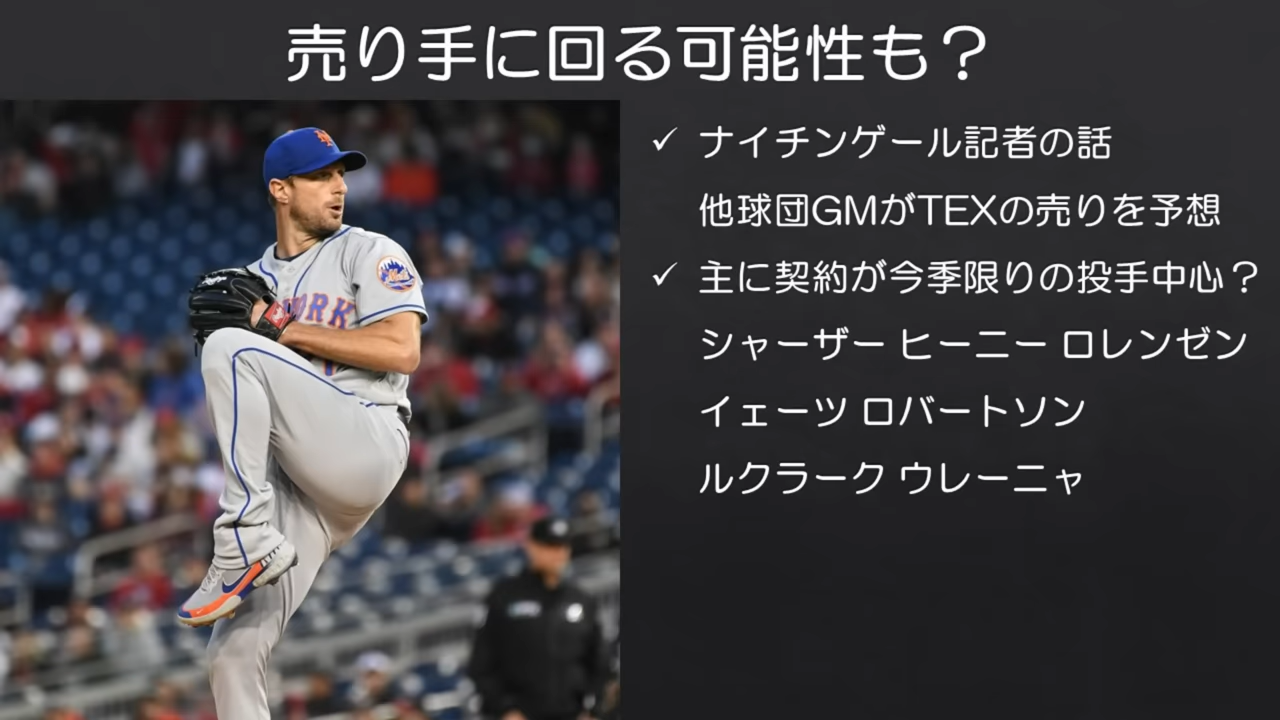 売り手に回る可能性も？
✓ ナイチンゲール記者の話
他球団GMがTEXの売りを予想
✓ 主に契約が今季限りの投手中心？
シャーザー ヒーニー ロレンゼン
イェーツ ロバートソン
ルクラーク ウレーニャ
YORK
Mets